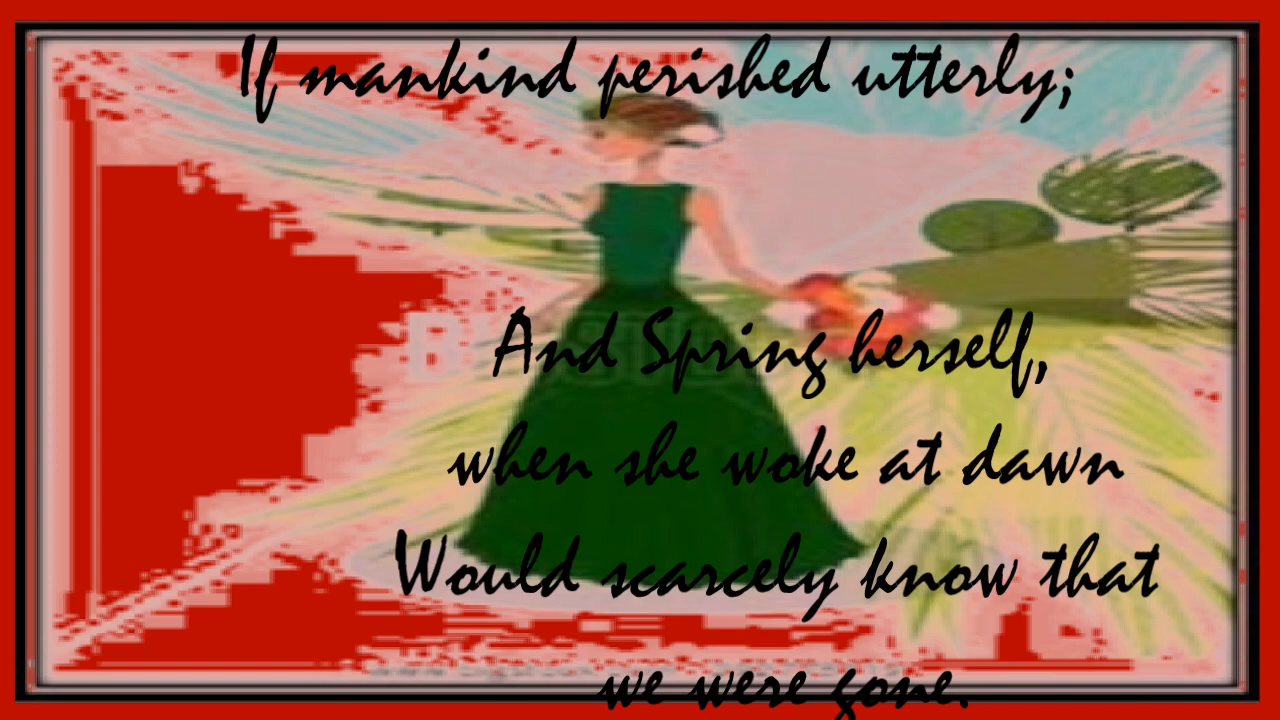 If mankind perished utterly;
And Spring herself,
when she woke at dawn
Would scarcely know that
we were gone.